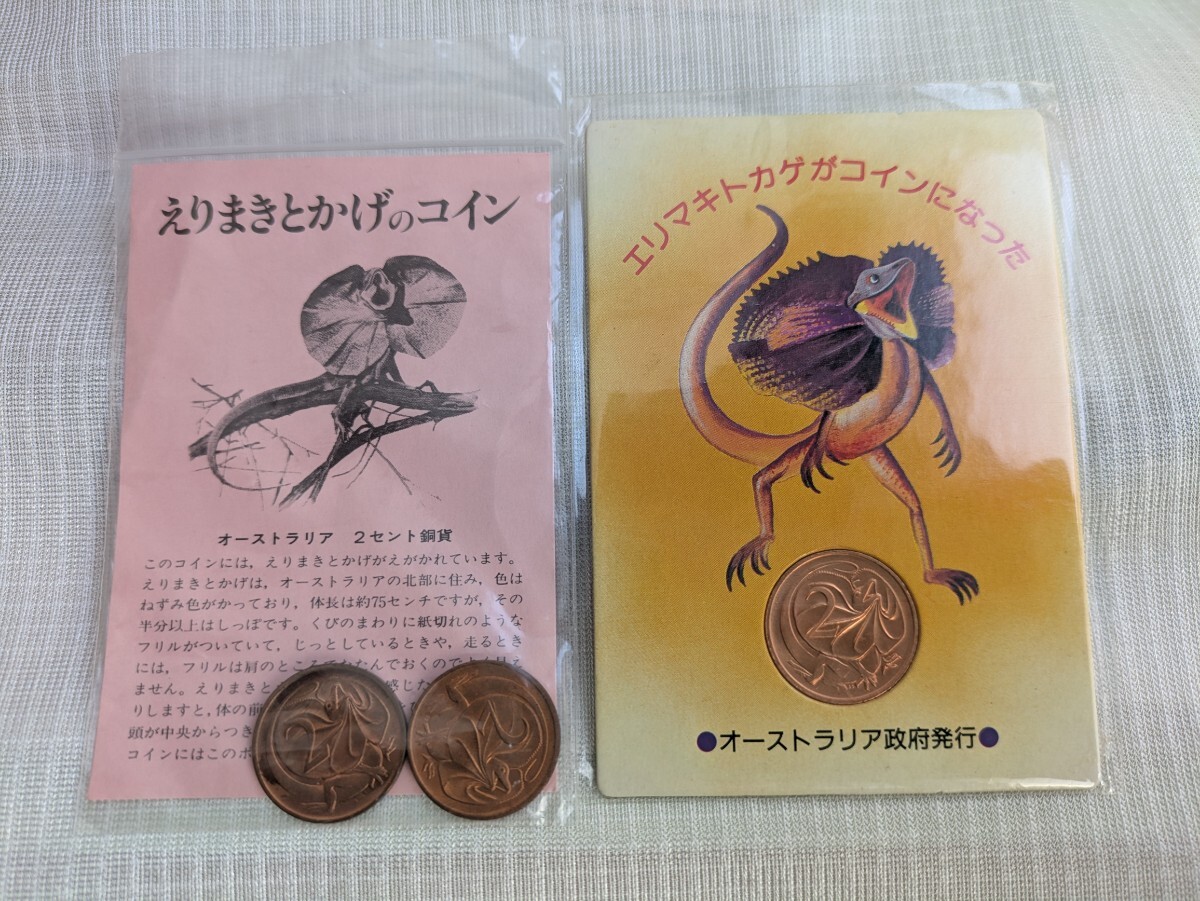 えりまきとかげのコイン
オーストラリア 2セント銅貨
このコインには，えりまきとかげがえがかれています。
えりまきとかげは，オーストラリアの北部に住み，色は
ねずみ色がかっており，体長は約75センチですが，その
半分以上はしっぽです。くびのまわりに紙切れのような
フリルがついていて，じっとしているときや，走るとき
には，フリルは肩のところで
ません。えりまきと
りしますと，体の前
頭が中央からつき
コインにはこのポ
2
2
エリマキトカゲがコインになった
2
●オーストラリア政府発行●